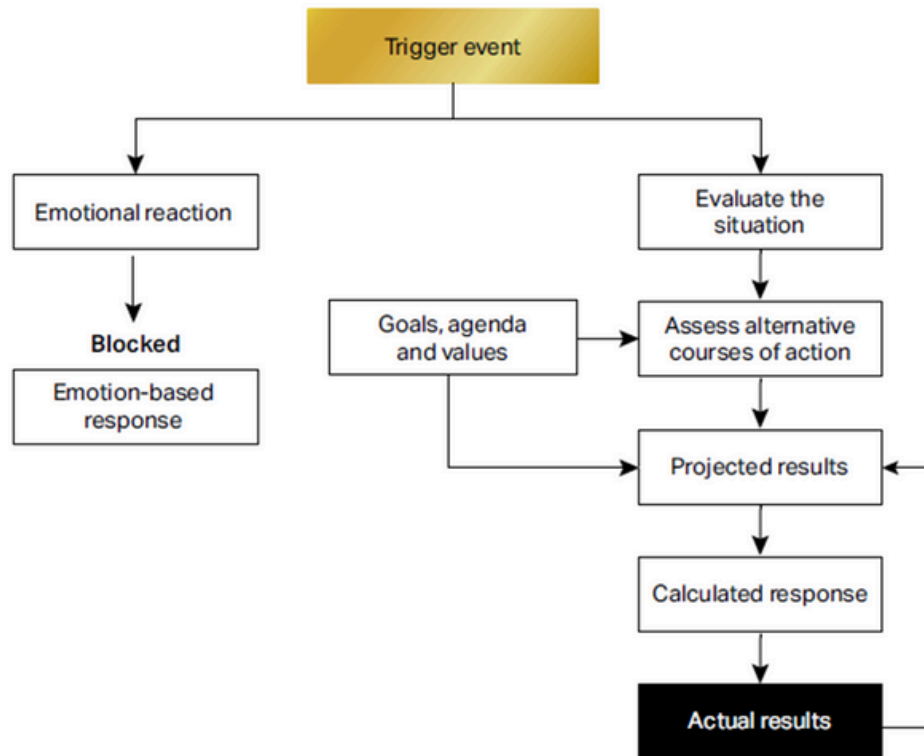 Trigger event
Emotional reaction
Evaluate the
situation
Blocked
Goals, agenda
and values
Assess alternative
courses of action
Emotion-based
response
Projected results
Calculated response
Actual results